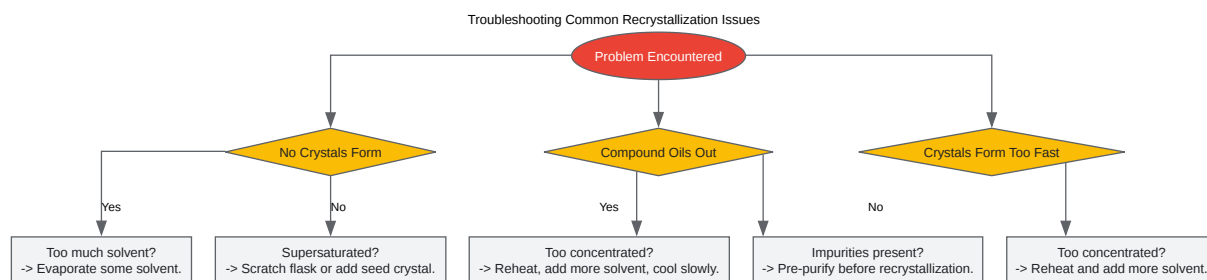 Troubleshooting Common Recrystallization Issues
Problem Encountered
No Crystals Form
Compound Oils Out
Crystals Form Too Fast
Yes
No
Yes
No
Too much solvent?
-> Evaporate some solvent.
Supersaturated?
-> Scratch flask or add seed crystal.
Too concentrated?
-> Reheat, add more solvent, cool slowly.
Impurities present?
-> Pre-purify before recrystallization.
Too concentrated?
-> Reheat and add more solvent.